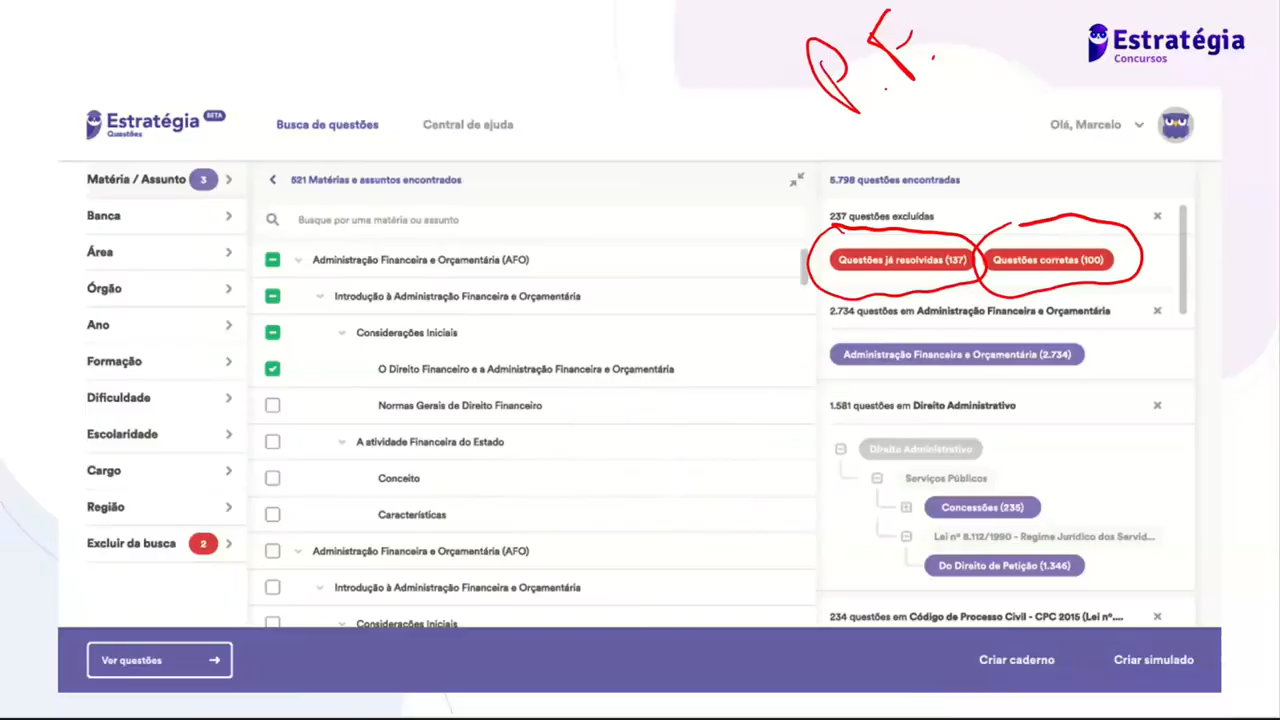 P.F.
Estratégia
Concursos
Estratégia BETA
Questões
Busca de questões
Central de ajuda
Olá, Marcelo
Matéria / Assunto 3
Banca
Área
Órgão
Ano
Formação
Dificuldade
Escolaridade
Cargo
Região
Excluir da busca 2
521 Matérias e assuntos encontrados
Busque por uma matéria ou assunto
Administração Financeira e Orçamentária (AFO)
Introdução à Administração Financeira e Orçamentária
Considerações Iniciais
O Direito Financeiro e a Administração Financeira e Orçamentária
Normas Gerais de Direito Financeiro
A atividade Financeira do Estado
Conceito
Características
Administração Financeira e Orçamentária (AFO)
Introdução à Administração Financeira e Orçamentária
Considerações Iniciais
5.798 questões encontradas
237 questões excluídas
Questões já resolvidas (137)
Questões corretas (100)
2.734 questões em Administração Financeira e Orçamentária
Administração Financeira e Orçamentária (2.734)
1.581 questões em Direito Administrativo
Direito Administrativo
Serviços Públicos
Concessões (235)
Lei nº 8.112/1990 - Regime Jurídico dos Servid...
Do Direito de Petição (1.346)
234 questões em Código de Processo Civil - CPC 2015 (Lei nº....
Ver questões
Criar caderno
Criar simulado